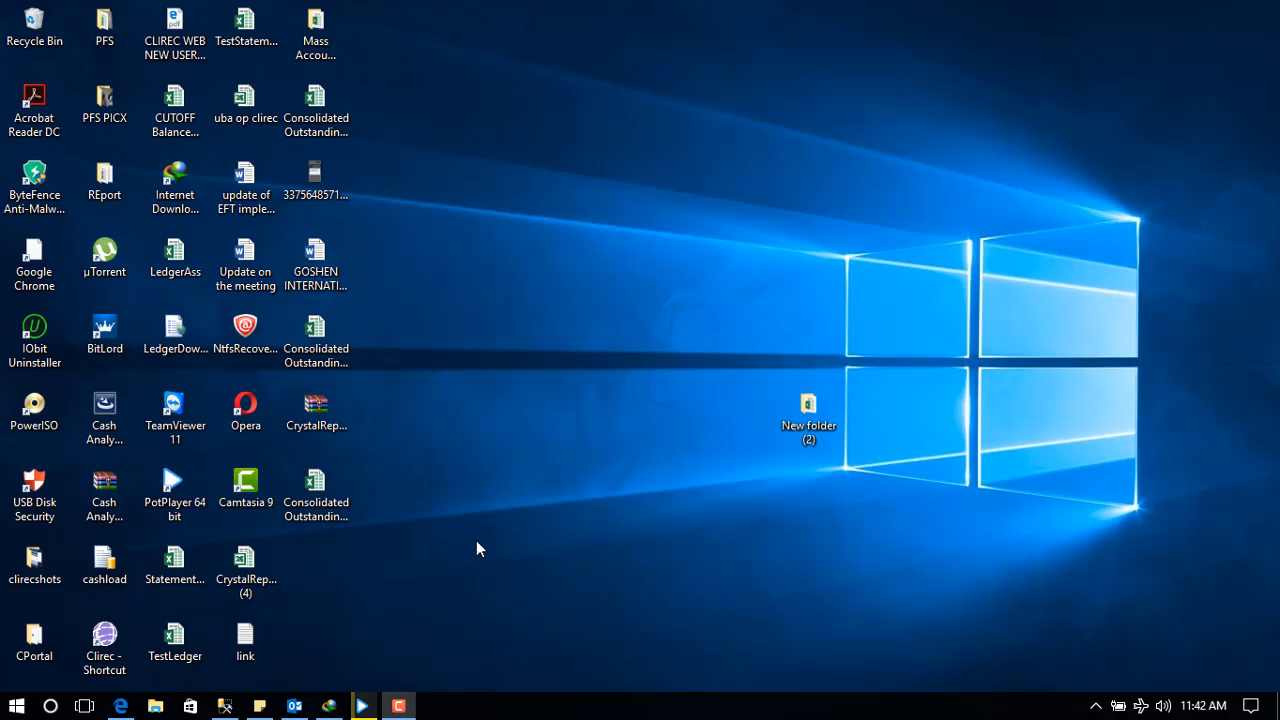 Recycle Bin
PFS
CLIREC WEB
NEW USER...
TestStatem...
Mass
Accou...
Acrobat
Reader DC
PFS PICX
CUTOFF
Balance...
uba op clirec
Consolidated
Outstandin...
ByteFence
Anti-Malw...
REport
Internet
Downlo...
update of
EFT imple...
3375648571...
Google
Chrome
µTorrent
LedgerAss
Update on
the meeting
GOSHEN
INTERNATI...
IObit
Uninstaller
BitLord
LedgerDow...
NtfsRecove...
Consolidated
Outstandin...
PowerISO
Cash
Analy...
TeamViewer
11
Opera
CrystalRep...
New folder
(2)
USB Disk
Security
Cash
Analy...
PotPlayer 64
bit
Camtasia 9
Consolidated
Outstandin...
clirecshots
cashload
Statement...
CrystalRep...
(4)
CPortal
Clirec -
Shortcut
TestLedger
link
11:42 AM